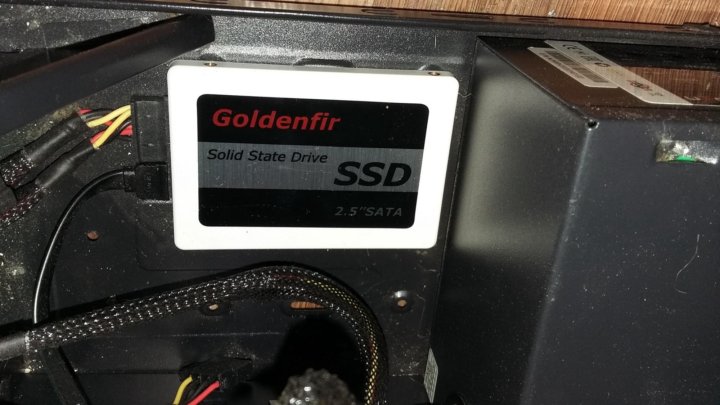 Goldenfir
Solid State Drive
SSD
2.5"SATA